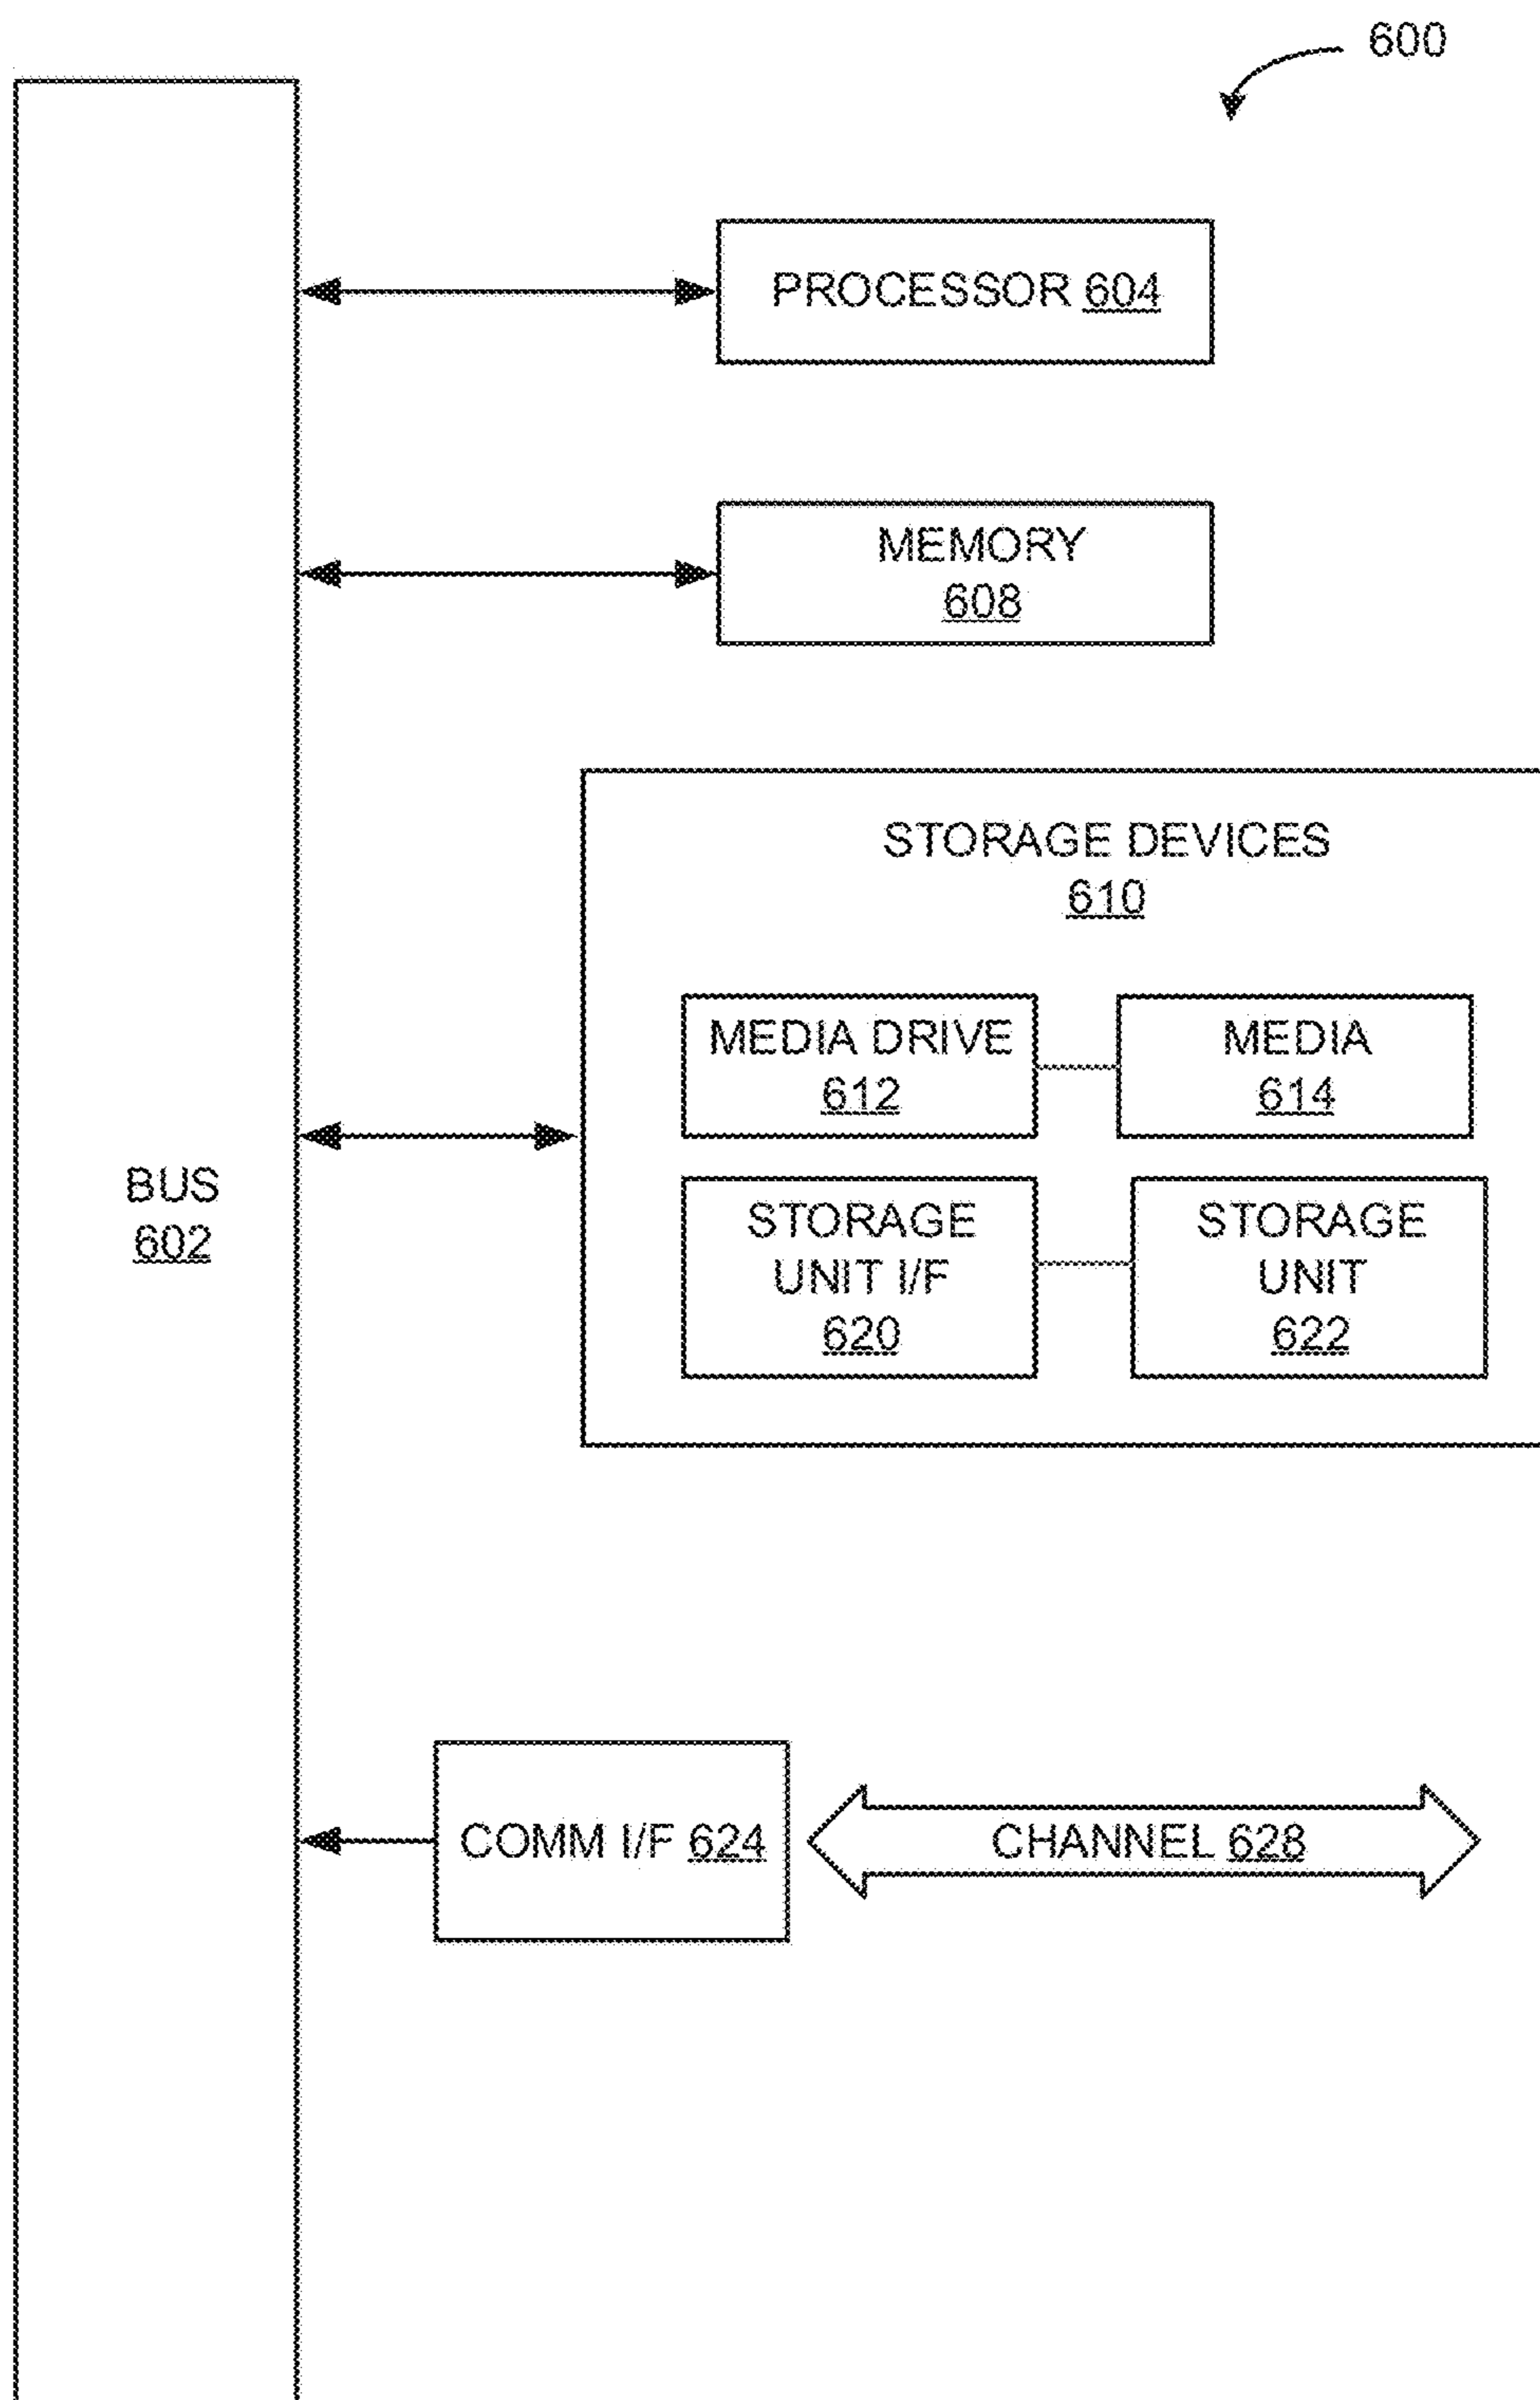 600
PROCESSOR 604
MEMORY
608
STORAGE DEVICES
610
MEDIA DRIVE
612
MEDIA
614
BUS
602
STORAGE
UNIT I/F
620
STORAGE
UNIT
622
COMM I/F 624
CHANNEL 628